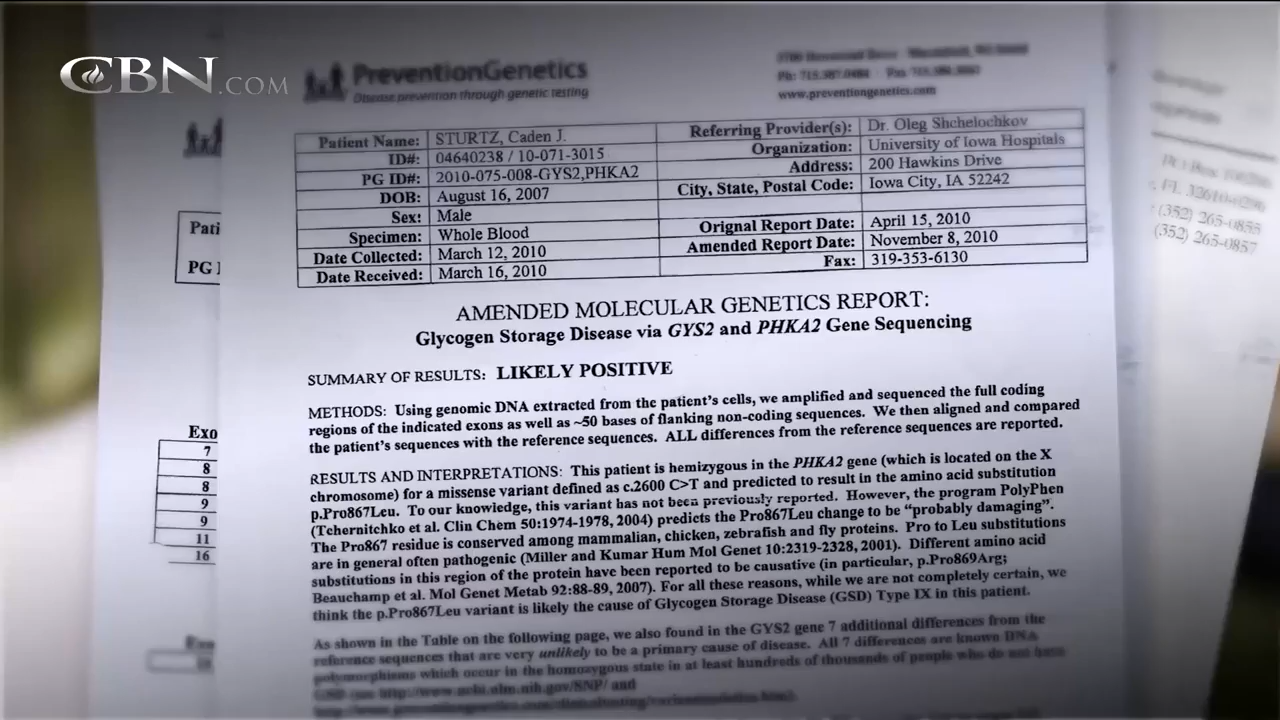 CBN.COM
PreventionGenetics
Disease prevention through genetic testing
www.preventiongenetics.com
Patient Name: STURTZ, Caden J.
ID#: 04640238 / 10-071-3015
PG ID#: 2010-075-008-GYS2,PHKA2
DOB: August 16, 2007
Sex: Male
Specimen: Whole Blood
Date Collected: March 12, 2010
Date Received: March 16, 2010
Referring Provider(s): Dr. Oleg Shchelochkov
Organization: University of Iowa Hospitals
Address: 200 Hawkins Drive
City, State, Postal Code: Iowa City, IA 52242
Orignal Report Date: April 15, 2010
Amended Report Date: November 8, 2010
Fax: 319-353-6130
AMENDED MOLECULAR GENETICS REPORT:
Glycogen Storage Disease via GYS2 and PHKA2 Gene Sequencing
SUMMARY OF RESULTS: LIKELY POSITIVE
METHODS: Using genomic DNA extracted from the patient's cells, we amplified and sequenced the full coding
regions of the indicated exons as well as ~50 bases of flanking non-coding sequences. We then aligned and compared
the patient's sequences with the reference sequences. ALL differences from the reference sequences are reported.
RESULTS AND INTERPRETATIONS: This patient is hemizygous in the PHKA2 gene (which is located on the X
chromosome) for a missense variant defined as c.2600 C>T and predicted to result in the amino acid substitution
p.Pro867Leu. To our knowledge, this variant has not been previously reported. However, the program PolyPhen
(Tchernitchko et al. Clin Chem 50:1974-1978, 2004) predicts the Pro867Leu change to be "probably damaging".
The Pro867 residue is conserved among mammalian, chicken, zebrafish and fly proteins. Pro to Leu substitutions
are in general often pathogenic (Miller and Kumar Hum Mol Genet 10:2319-2328, 2001). Different amino acid
substitutions in this region of the protein have been reported to be causative (in particular, p.Pro869Arg;
Beauchamp et al. Mol Genet Metab 92:88-89, 2007). For all these reasons, while we are not completely certain, we
think the p.Pro867Leu variant is likely the cause of Glycogen Storage Disease (GSD) Type IX in this patient.
As shown in the Table on the following page, we also found in the GYS2 gene 7 additional differences from the
reference sequences that are very unlikely to be a primary cause of disease. All 7 differences are known DNA
polymorphisms which occur in the homozygous state in at least hundreds of thousands of people who do not have
Pati
PG I
Exo
7
8
8
9
9
11
16
(352) 265-0855
(352) 265-0857